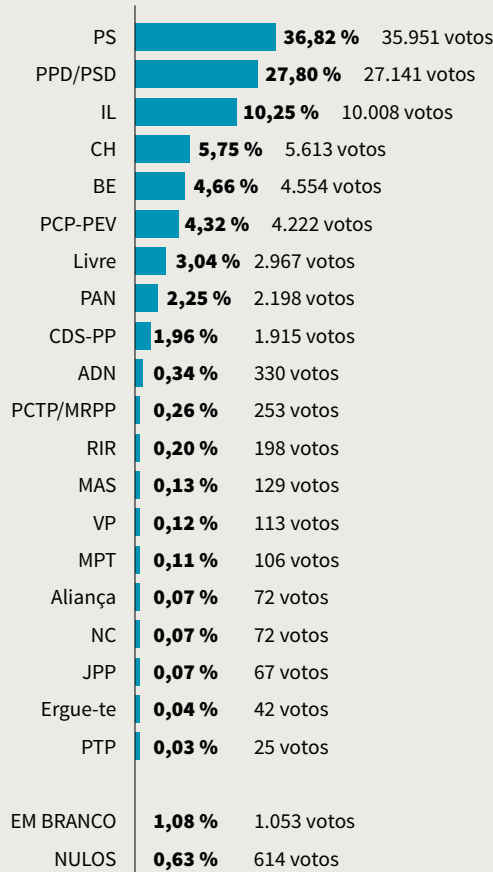 PS 36,82 % 35.951 votos
PPD/PSD 27,80 % 27.141 votos
IL 10,25 % 10.008 votos
CH 5,75 % 5.613 votos
BE 4,66 % 4.554 votos
PCP-PEV 4,32 % 4.222 votos
Livre 3,04 % 2.967 votos
PAN 2,25 % 2.198 votos
CDS-PP 1,96 % 1.915 votos
ADN 0,34 % 330 votos
PCTP/MRPP 0,26 % 253 votos
RIR 0,20 % 198 votos
MAS 0,13 % 129 votos
VP 0,12 % 113 votos
MPT 0,11 % 106 votos
Aliança 0,07 % 72 votos
NC 0,07 % 72 votos
JPP 0,07 % 67 votos
Ergue-te 0,04 % 42 votos
PTP 0,03 % 25 votos
EM BRANCO 1,08 % 1.053 votos
NULOS 0,63 % 614 votos